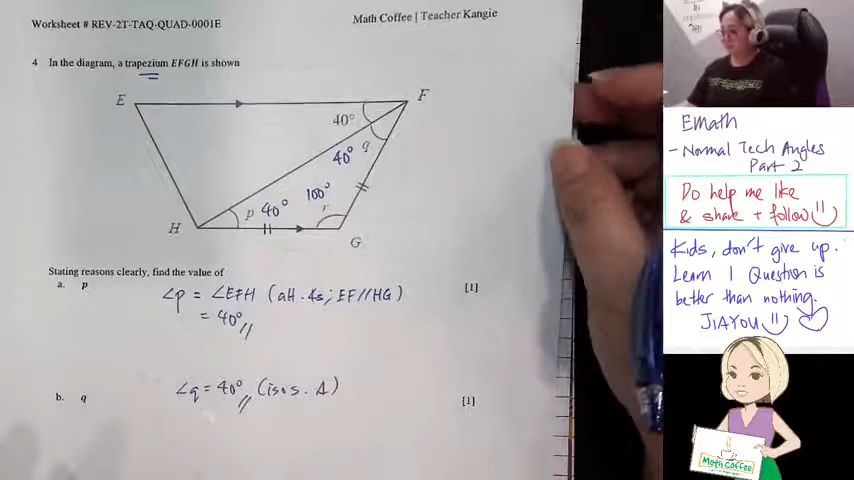 Worksheet # REV-2T-TAQ-QUAD-0001E
Math Coffee | Teacher Kangie
4 In the diagram, a trapezium EFGH is shown
E
F
40°
q
40°
100°
p
40°
r
H
G
Stating reasons clearly, find the value of
a. p
∠p = ∠EFH (alt. ∠s; EF//HG)
[1]
= 40°//
b. q
∠q = 40°// (isos. Δ)
[1]
EMath
- Normal Tech Angles
Part 2
Do help me like
& share + follow
Kids, don't give up.
Learn 1 Question is
better than nothing.
JIAYOU
Math Coffee